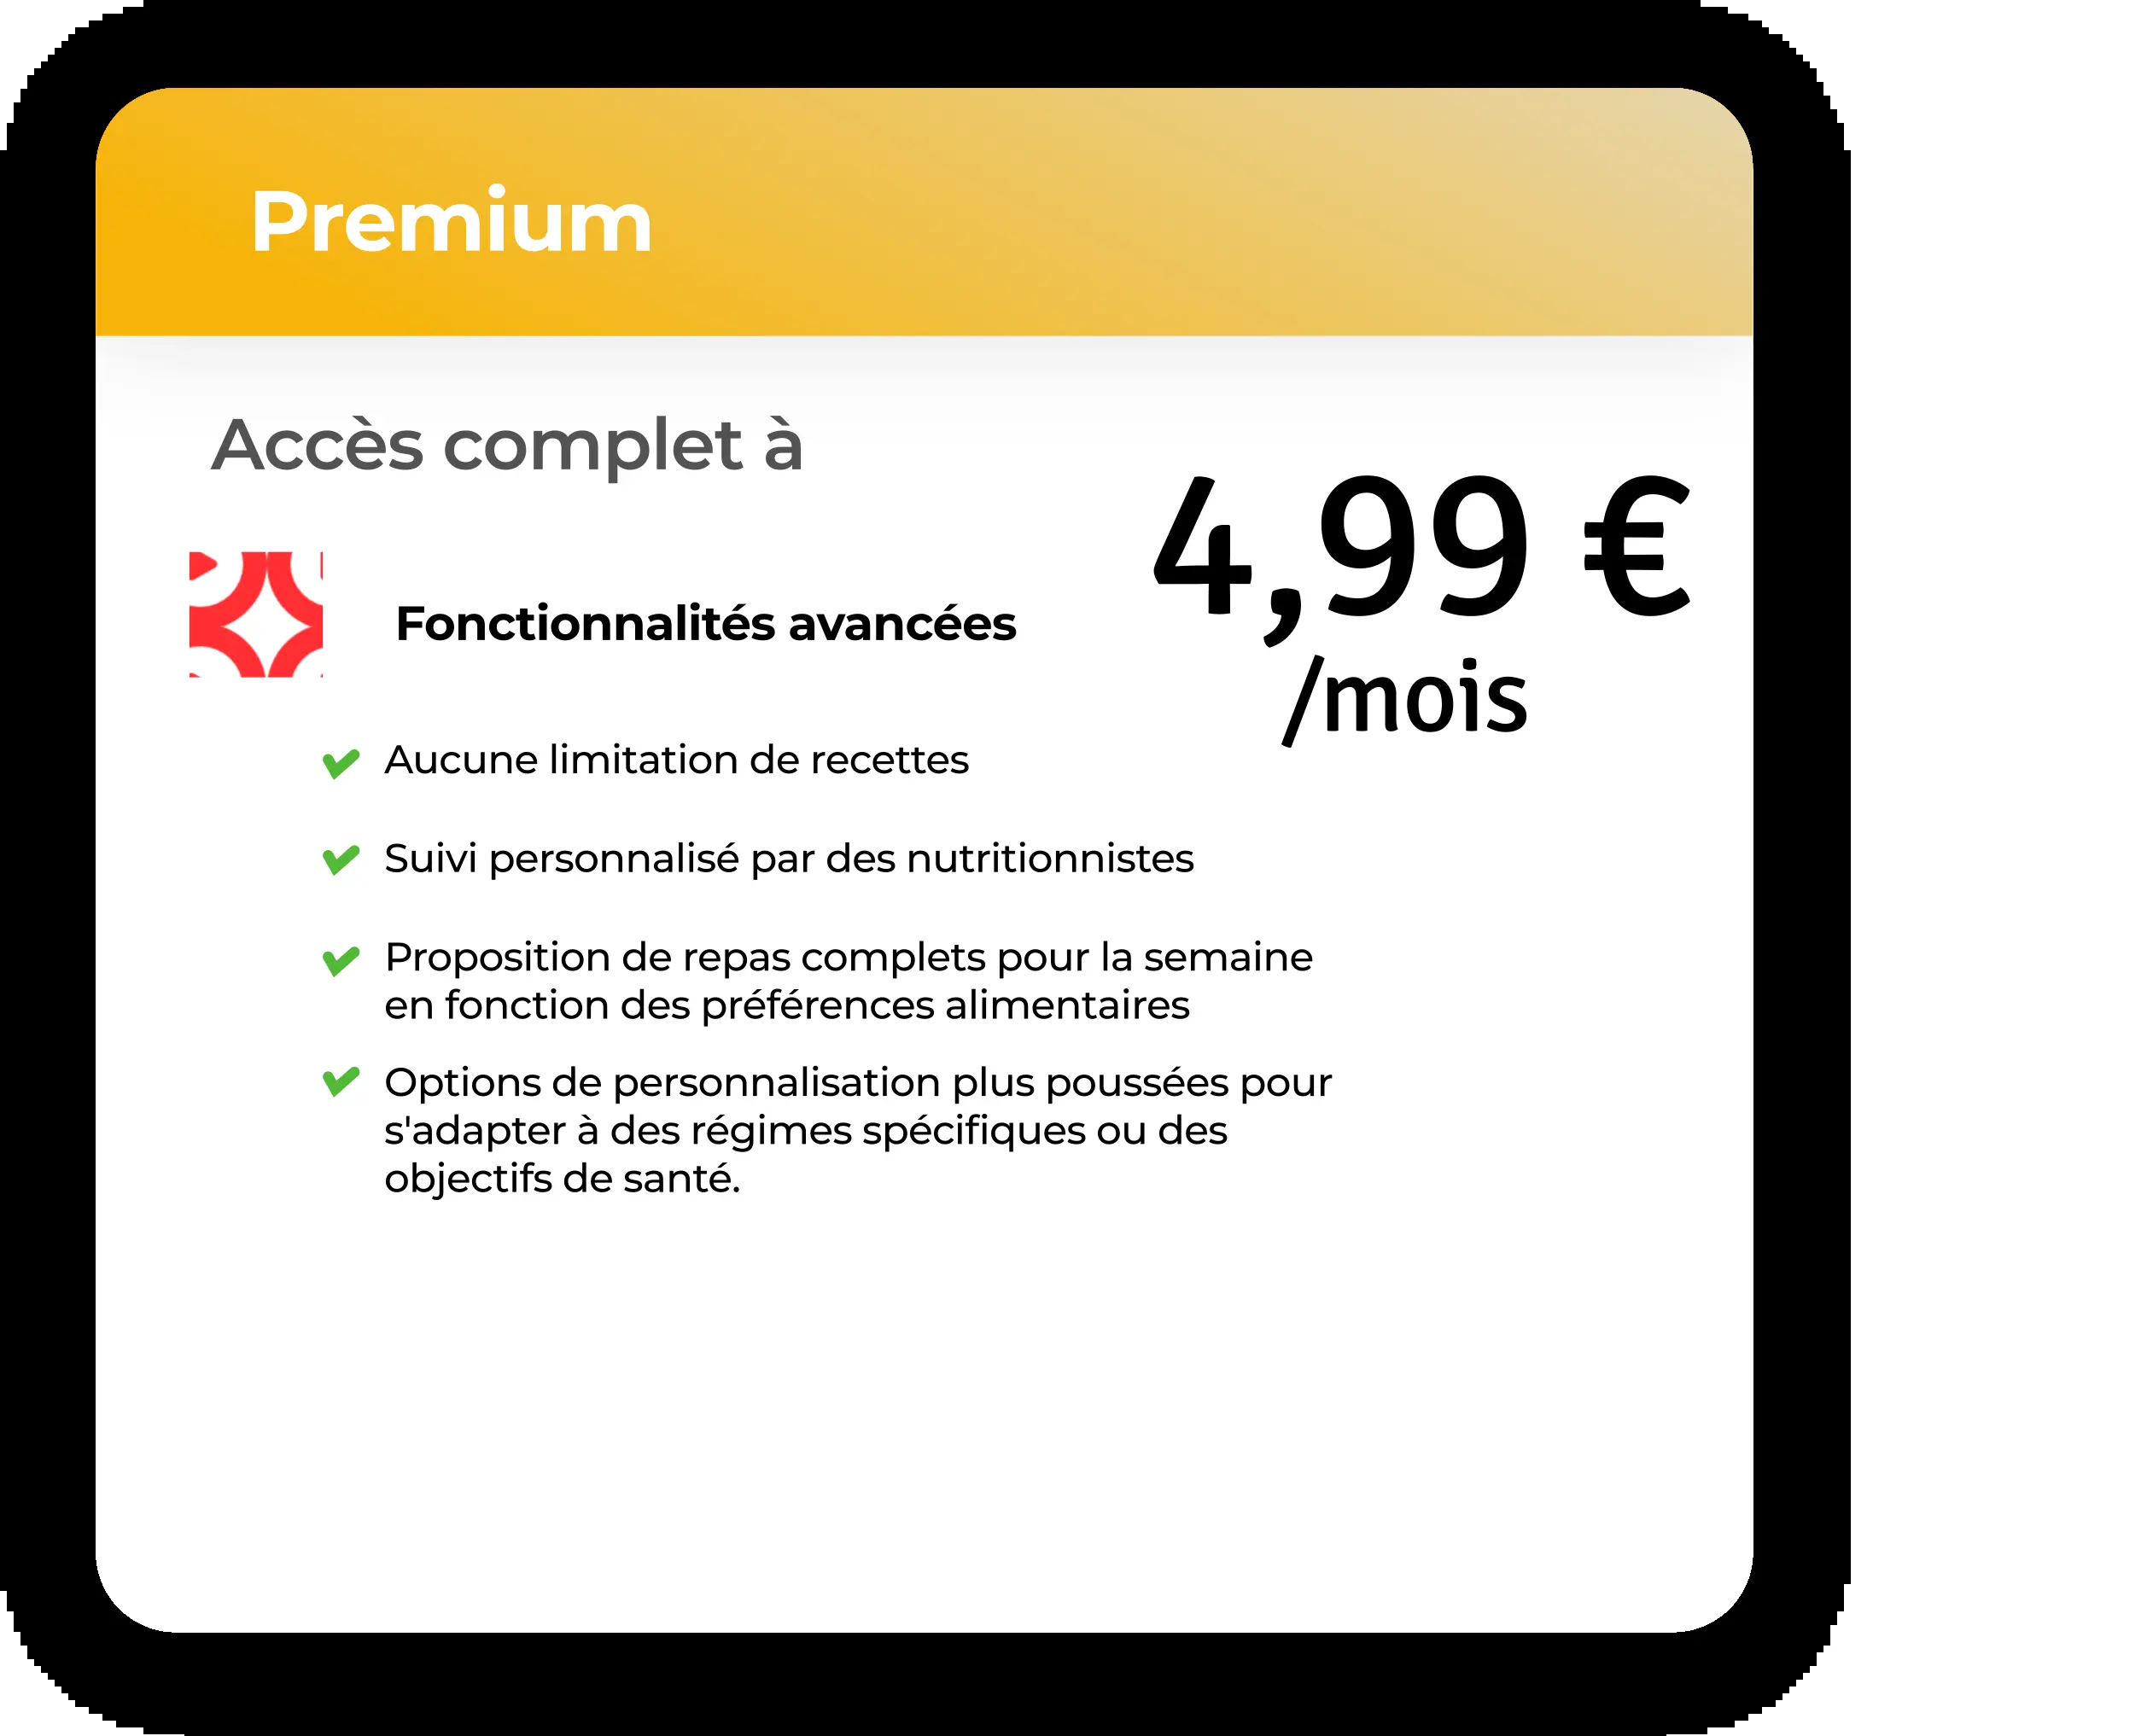 Premium
Accès complet à
4,99 €
/mois
Fonctionnalités avancées
Aucune limitation de recettes
Suivi personnalisé par des nutritionnistes
Proposition de repas complets pour la semaine
en fonction des préférences alimentaires
Options de personnalisation plus poussées pour
s'adapter à des régimes spécifiques ou des
objectifs de santé.